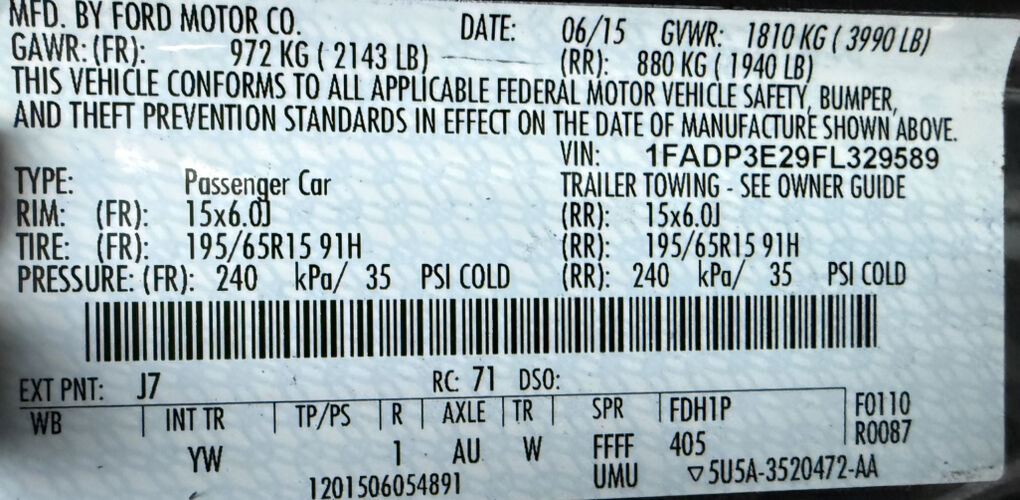 MFD. BY FORD MOTOR CO. DATE: 06/15 GVWR: 1810 KG ( 3990 LB)
GAWR: (FR): 972 KG ( 2143 LB) (RR): 880 KG ( 1940 LB)
THIS VEHICLE CONFORMS TO ALL APPLICABLE FEDERAL MOTOR VEHICLE SAFETY, BUMPER,
AND THEFT PREVENTION STANDARDS IN EFFECT ON THE DATE OF MANUFACTURE SHOWN ABOVE.
VIN: 1FADP3E29FL329589
TYPE: Passenger Car TRAILER TOWING - SEE OWNER GUIDE
RIM: (FR): 15x6.0J (RR): 15x6.0J
TIRE: (FR): 195/65R15 91H (RR): 195/65R15 91H
PRESSURE: (FR): 240 kPa/ 35 PSI COLD (RR): 240 kPa/ 35 PSI COLD
EXT PNT: J7 RC: 71 DSO:
WB INT TR TP/PS R AXLE TR SPR FDH1P F0110
YW 1 AU W FFFF 405 R0087
1201506054891 UMU ▽5U5A-3520472-AA